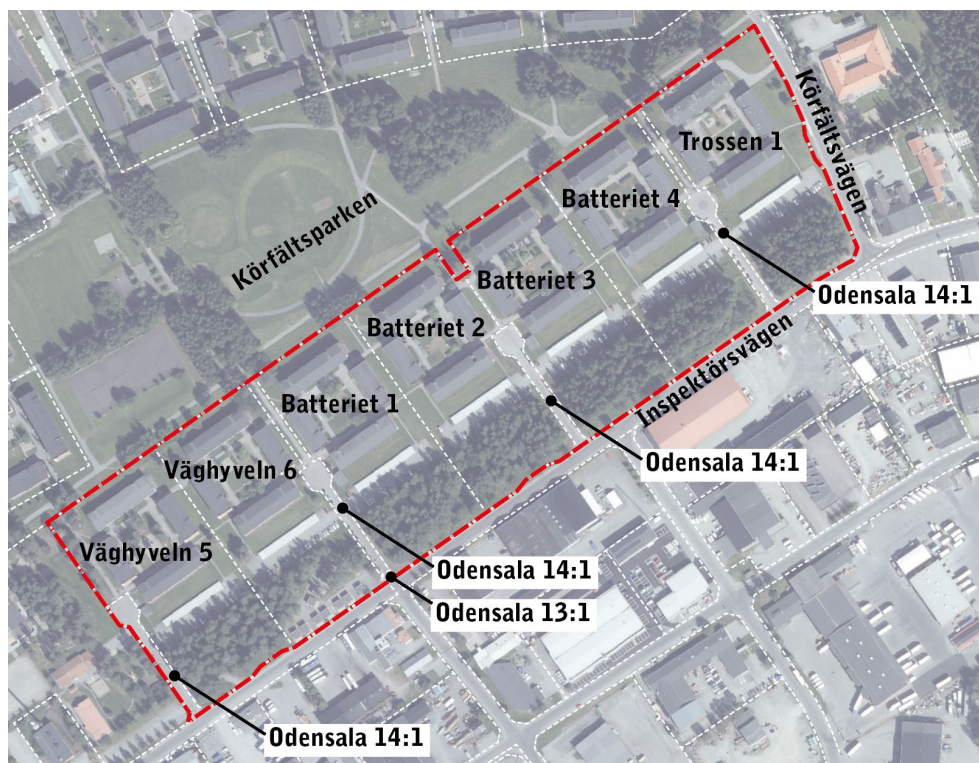 Körfältsvägen
Trossen 1
Batteriet 4
Körfältsparken
Batteriet 3
Odensala 14:1
Batteriet 2
Inspektörsvägen
Batteriet 1
Odensala 14:1
Väghyveln 6
Väghyveln 5
Odensala 14:1
Odensala 13:1
Odensala 14:1